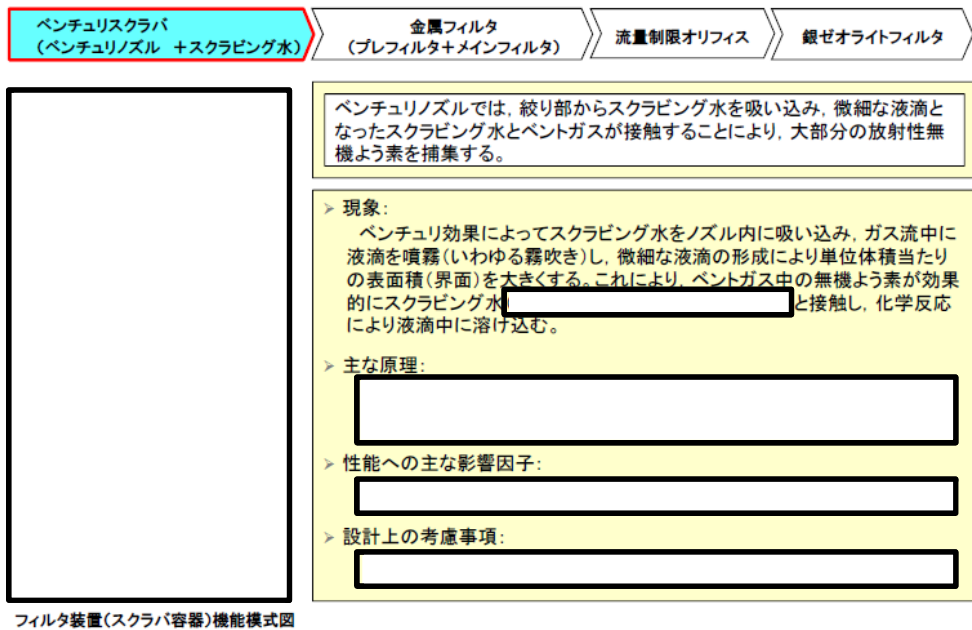 ベンチュリスクラバ
(ベンチュリノズル +スクラビング水)
金属フィルタ
(プレフィルタ+メインフィルタ)
流量制限オリフィス
銀ゼオライトフィルタ
ベンチュリノズルでは，絞り部からスクラビング水を吸い込み，微細な液滴と
なったスクラビング水とベントガスが接触することにより，大部分の放射性無
機よう素を捕集する。
➢ 現象：
ベンチュリ効果によってスクラビング水をノズル内に吸い込み，ガス流中に
液滴を噴霧(いわゆる霧吹き)し，微細な液滴の形成により単位体積当たり
の表面積(界面)を大きくする。これにより，ベントガス中の無機よう素が効果
的にスクラビング水 と接触し，化学反応
により液滴中に溶け込む。
➢ 主な原理：
➢ 性能への主な影響因子：
➢ 設計上の考慮事項：
フィルタ装置(スクラバ容器)機能模式図